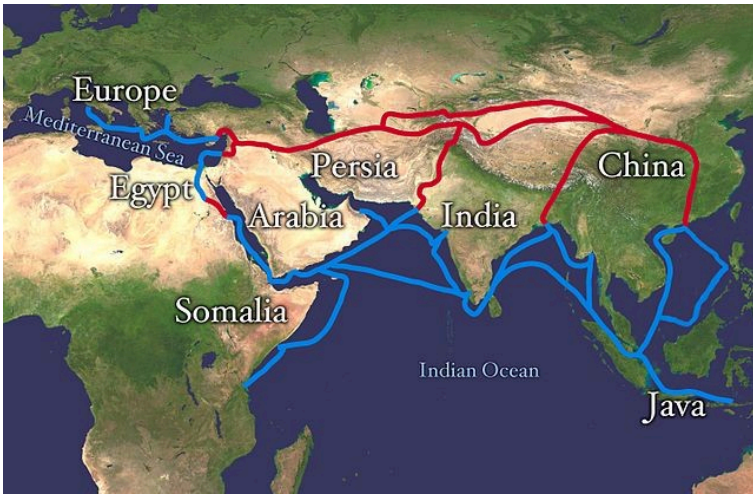 Europe
Mediterranean Sea
Egypt
Arabia
Persia
India
China
Somalia
Indian Ocean
Java